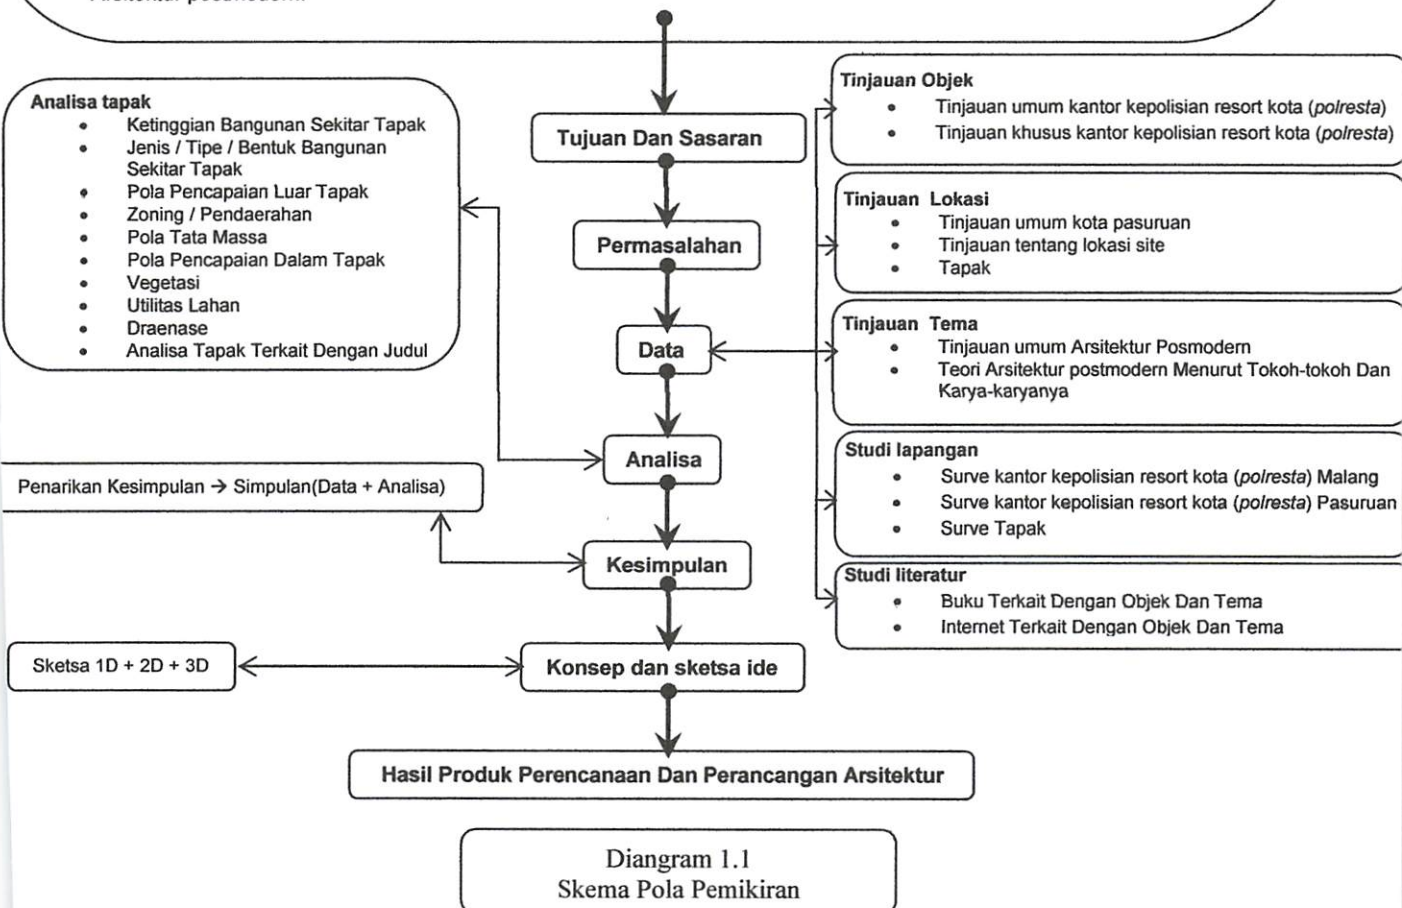 Tujuan Dan Sasaran
Permasalahan
Data
Analisa
Kesimpulan
Konsep dan sketsa ide
Hasil Produk Perencanaan Dan Perancangan Arsitektur
Analisa tapak
• Ketinggian Bangunan Sekitar Tapak
• Jenis / Tipe / Bentuk Bangunan
Sekitar Tapak
• Pola Pencapaian Luar Tapak
• Zoning / Pendaerahan
• Pola Tata Massa
• Pola Pencapaian Dalam Tapak
• Vegetasi
• Utilitas Lahan
• Draenase
• Analisa Tapak Terkait Dengan Judul
Penarikan Kesimpulan → Simpulan(Data + Analisa)
Sketsa 1D + 2D + 3D
Tinjauan Objek
• Tinjauan umum kantor kepolisian resort kota (polresta)
• Tinjauan khusus kantor kepolisian resort kota (polresta)
Tinjauan Lokasi
• Tinjauan umum kota pasuruan
• Tinjauan tentang lokasi site
• Tapak
Tinjauan Tema
• Tinjauan umum Arsitektur Posmodern
• Teori Arsitektur postmodern Menurut Tokoh-tokoh Dan
Karya-karyanya
Studi lapangan
• Surve kantor kepolisian resort kota (polresta) Malang
• Surve kantor kepolisian resort kota (polresta) Pasuruan
• Surve Tapak
Studi literatur
• Buku Terkait Dengan Objek Dan Tema
• Internet Terkait Dengan Objek Dan Tema
Diangram 1.1
Skema Pola Pemikiran